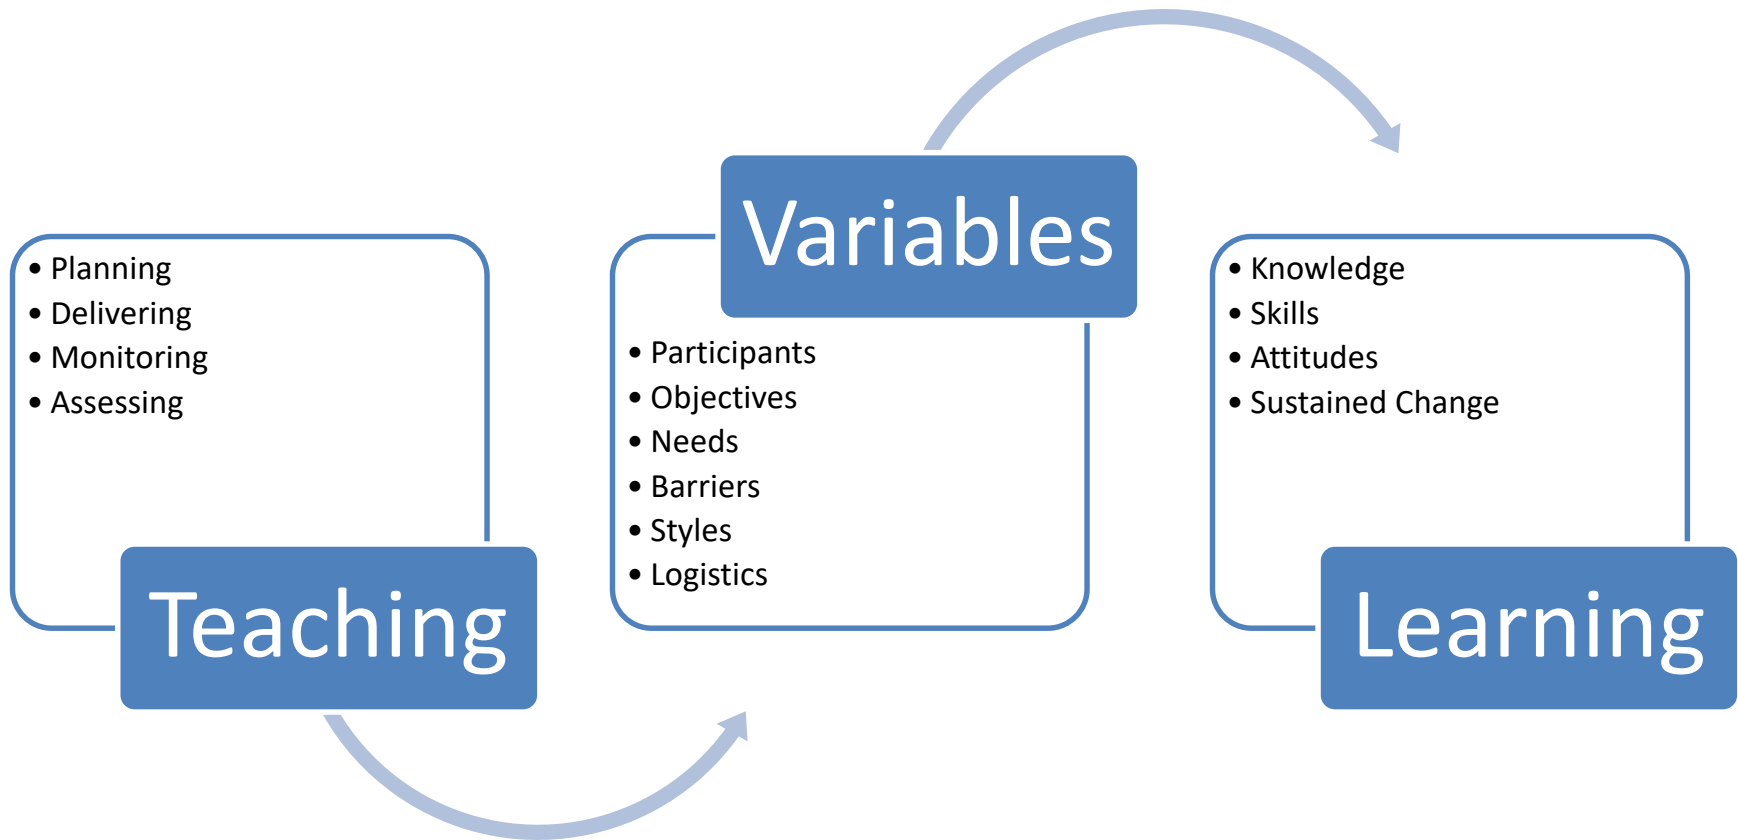 • Planning
• Delivering
• Monitoring
• Assessing
Teaching
Variables
• Participants
• Objectives
• Needs
• Barriers
• Styles
• Logistics
• Knowledge
• Skills
• Attitudes
• Sustained Change
Learning